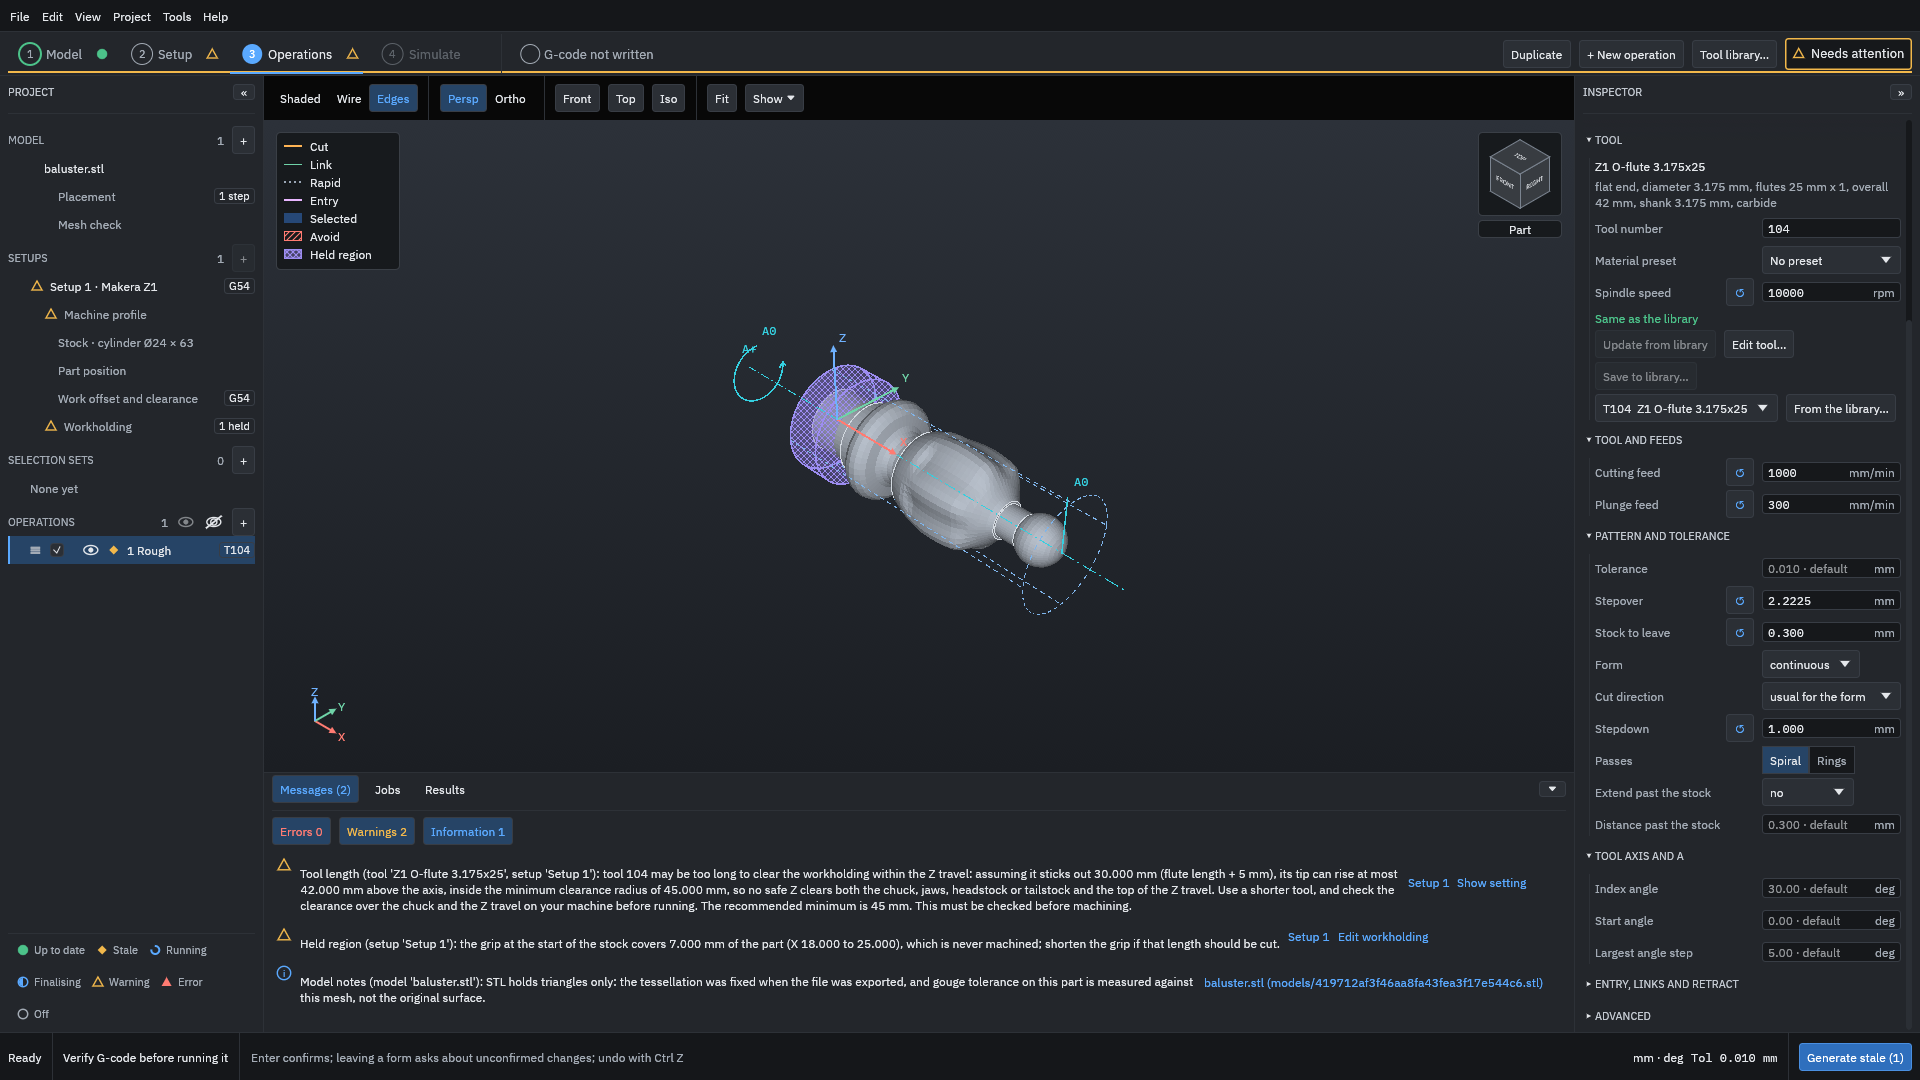 File Edit View Project Tools Help
1 Model 2 Setup 3 Operations 4 Simulate G-code not written Duplicate + New operation Tool library... Needs attention
PROJECT «
Shaded Wire Edges Persp Ortho Front Top Iso Fit Show
INSPECTOR »
MODEL 1 +
baluster.stl
Placement 1 step
Mesh check
SETUPS 1 +
Setup 1 · Makera Z1 G54
Machine profile
Stock · cylinder Ø24 × 63
Part position
Work offset and clearance G54
Workholding 1 held
SELECTION SETS 0 +
None yet
OPERATIONS 1 +
1 Rough T104
Up to date Stale Running
Finalising Warning Error
Off
Cut
Link
Rapid
Entry
Selected
Avoid
Held region
TOP
FRONT RIGHT
Part
A0
A+
Z
Y
X
A0
Z
Y
X
Messages (2) Jobs Results
Errors 0 Warnings 2 Information 1
Tool length (tool 'Z1 O-flute 3.175x25', setup 'Setup 1'): tool 104 may be too long to clear the workholding within the Z travel: assuming it sticks out 30.000 mm (flute length + 5 mm), its tip can rise at most
42.000 mm above the axis, inside the minimum clearance radius of 45.000 mm, so no safe Z clears both the chuck, jaws, headstock or tailstock and the top of the Z travel. Use a shorter tool, and check the
clearance over the chuck and the Z travel on your machine before running. The recommended minimum is 45 mm. This must be checked before machining.
Setup 1 Show setting
Held region (setup 'Setup 1'): the grip at the start of the stock covers 7.000 mm of the part (X 18.000 to 25.000), which is never machined; shorten the grip if that length should be cut.
Setup 1 Edit workholding
Model notes (model 'baluster.stl'): STL holds triangles only: the tessellation was fixed when the file was exported, and gouge tolerance on this part is measured against
this mesh, not the original surface.
baluster.stl (models/419712af3f46aa8fa43fea3f17e544c6.stl)
TOOL
Z1 O-flute 3.175x25
flat end, diameter 3.175 mm, flutes 25 mm x 1, overall
42 mm, shank 3.175 mm, carbide
Tool number 104
Material preset No preset
Spindle speed 10000 rpm
Same as the library
Update from library Edit tool...
Save to library...
T104 Z1 O-flute 3.175x25 From the library...
TOOL AND FEEDS
Cutting feed 1000 mm/min
Plunge feed 300 mm/min
PATTERN AND TOLERANCE
Tolerance 0.010 · default mm
Stepover 2.2225 mm
Stock to leave 0.300 mm
Form continuous
Cut direction usual for the form
Stepdown 1.000 mm
Passes Spiral Rings
Extend past the stock no
Distance past the stock 0.300 · default mm
TOOL AXIS AND A
Index angle 30.00 · default deg
Start angle 0.00 · default deg
Largest angle step 5.00 · default deg
ENTRY, LINKS AND RETRACT
ADVANCED
Ready Verify G-code before running it Enter confirms; leaving a form asks about unconfirmed changes; undo with Ctrl Z mm · deg Tol 0.010 mm Generate stale (1)